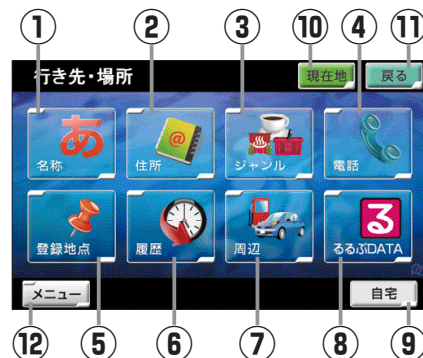 ① ② ③ ⑩ ④ ⑪
行き先・場所 現在地 戻る
あ @
名称 住所 ジャンル 電話
る
登録地点 履歴 周辺 るるぶDATA
メニュー 自宅
⑫ ⑤ ⑥ ⑦ ⑧ ⑨